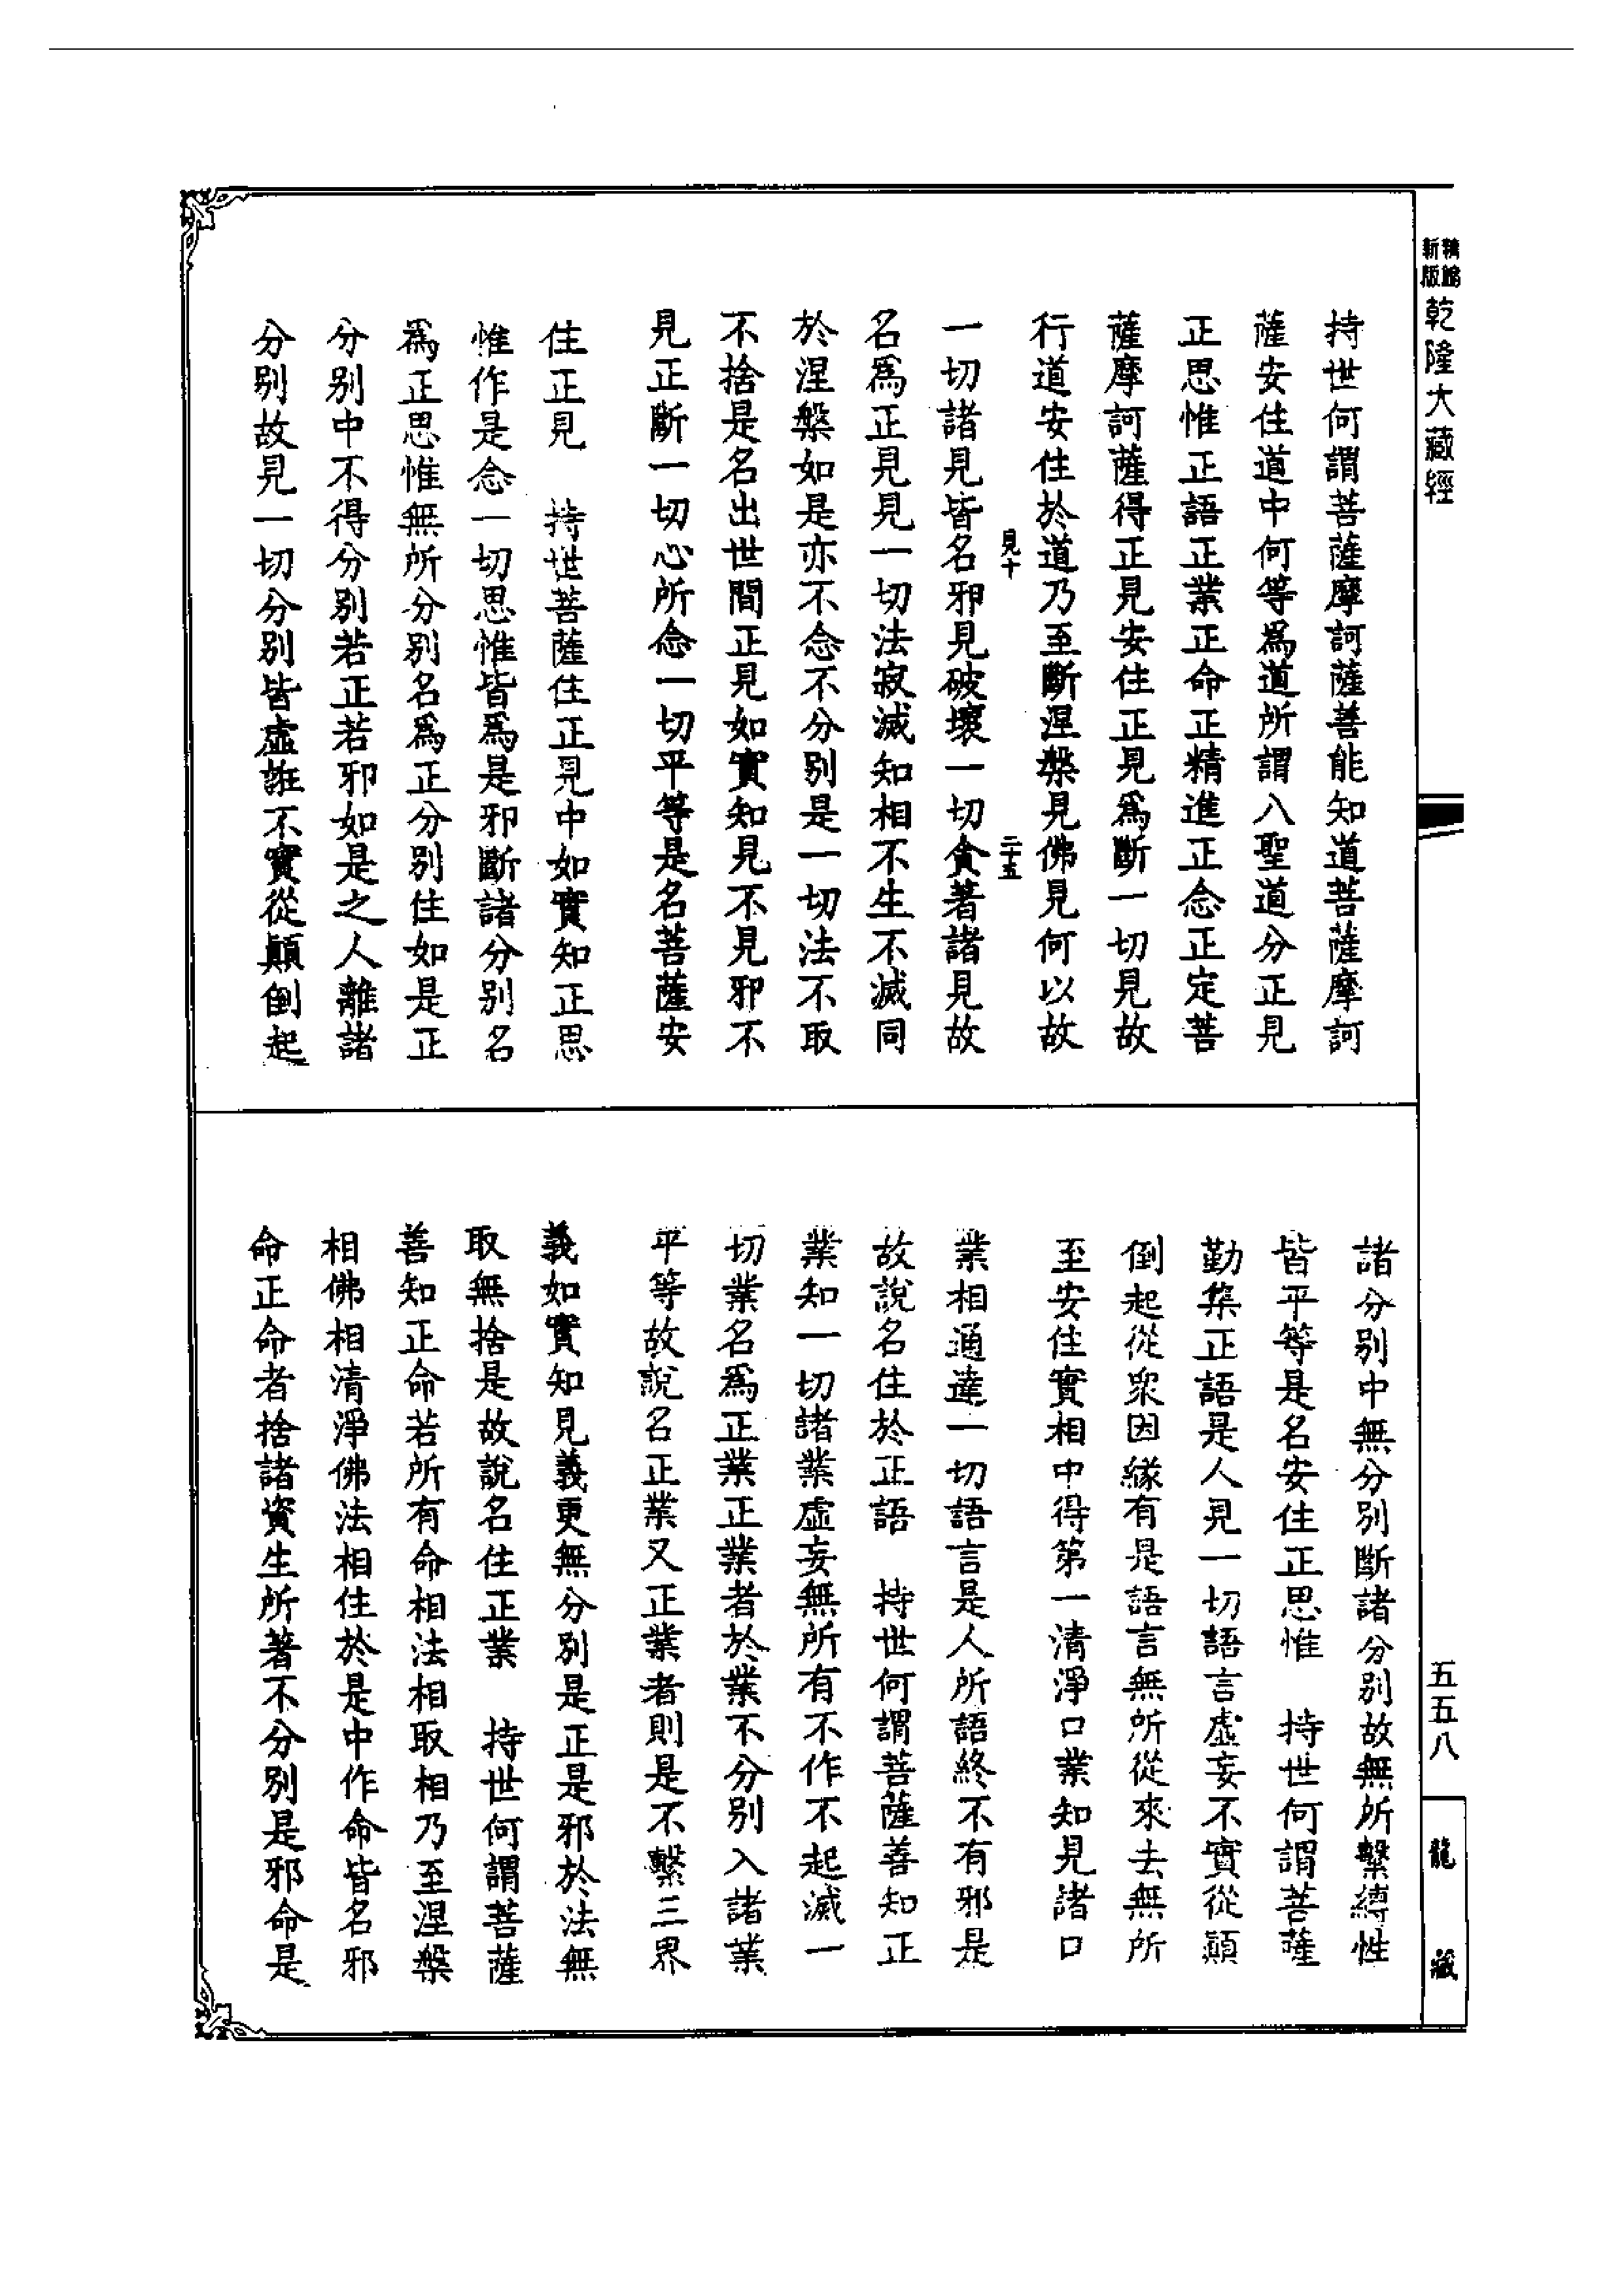 新版精縮
乾隆大藏經
五五八
龍藏
持世何謂菩薩摩訶薩善能知道菩薩摩訶
薩安住道中何等爲道所謂八聖道分正見
正思惟正語正業正命正精進正念正定菩
薩摩訶薩得正見安住正見爲斷一切見故
行道安住於道乃至斷涅槃見佛見何以故
見十
二十五
一切諸見皆名邪見破壞一切貪著諸見故
名爲正見見一切法寂滅知相不生不滅同
於涅槃如是亦不念不分別是一切法不取
不捨是名出世間正見如實知見不見邪不
見正斷一切心所念一切平等是名菩薩安
住正見 持世菩薩住正見中如實知正思
惟作是念一切思惟皆爲是邪斷諸分別名
爲正思惟無所分別名爲正分別住如是正
分別中不得分別若正若邪如是之人離諸
分別故見一切分別皆虛誑不實從顛倒起
諸分別中無分別斷諸分別故無所繫縛性
皆平等是名安住正思惟 持世何謂菩薩
勤集正語是人見一切語言虛妄不實從顛
倒起從眾因緣有是語言無所從來去無所
至安住實相中得第一清淨口業知見諸口
業相通達一切語言是人所語終不有邪是
故說名住於正語 持世何謂菩薩善知正
業知一切諸業虛妄無所有不作不起滅一
切業名爲正業正業者於業不分別入諸業
平等故說名正業又正業者則是不繫三界
義如實知見義更無分別是正是邪於法無
取無捨是故說名住正業 持世何謂菩薩
善知正命若所有命相法相取相乃至涅槃
相佛相清淨佛法相住於是中作命皆名邪
命正命者捨諸資生所著不分別是邪命是